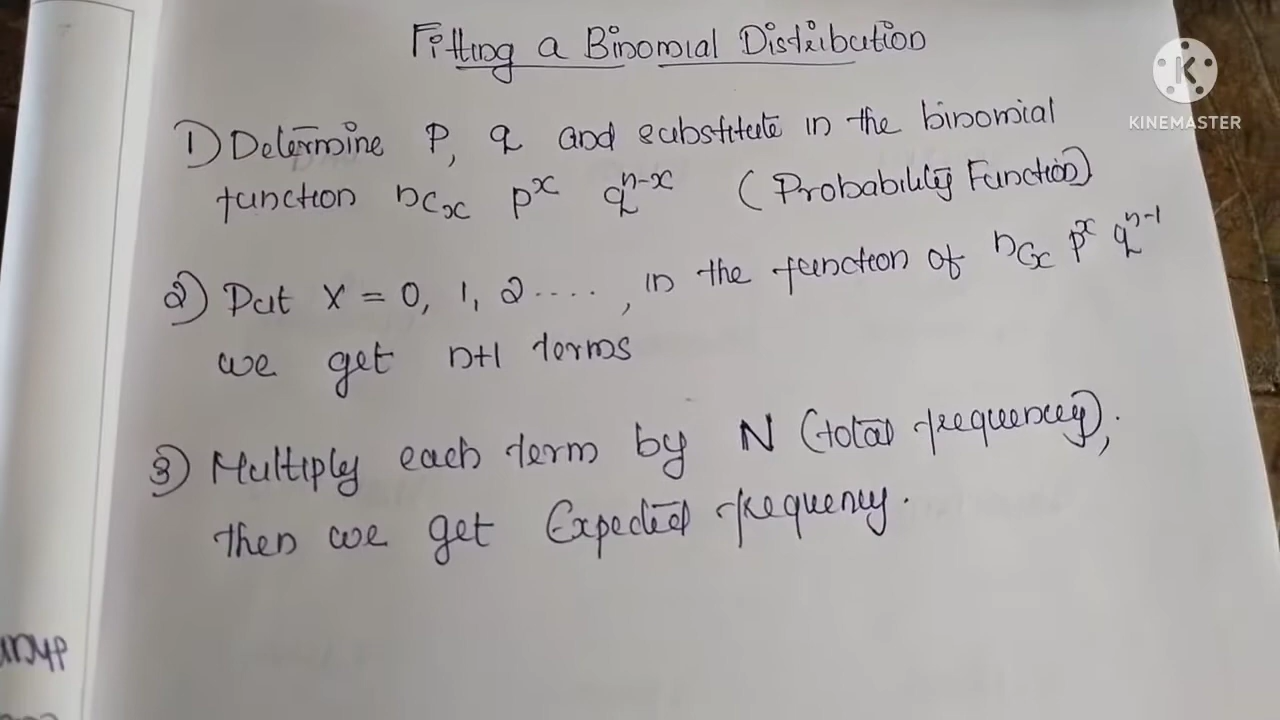 Fitting a Binomial Distribution
KINEMASTER
1) Determine P, q and substitute in the binomial
function nCx p^x q^n-x (Probability Function)
2) Put X = 0, 1, 2 ...., in the function of nCx p^x q^n-1
we get n+1 terms
3) Multiply each term by N (total frequency),
then we get Expected frequency.